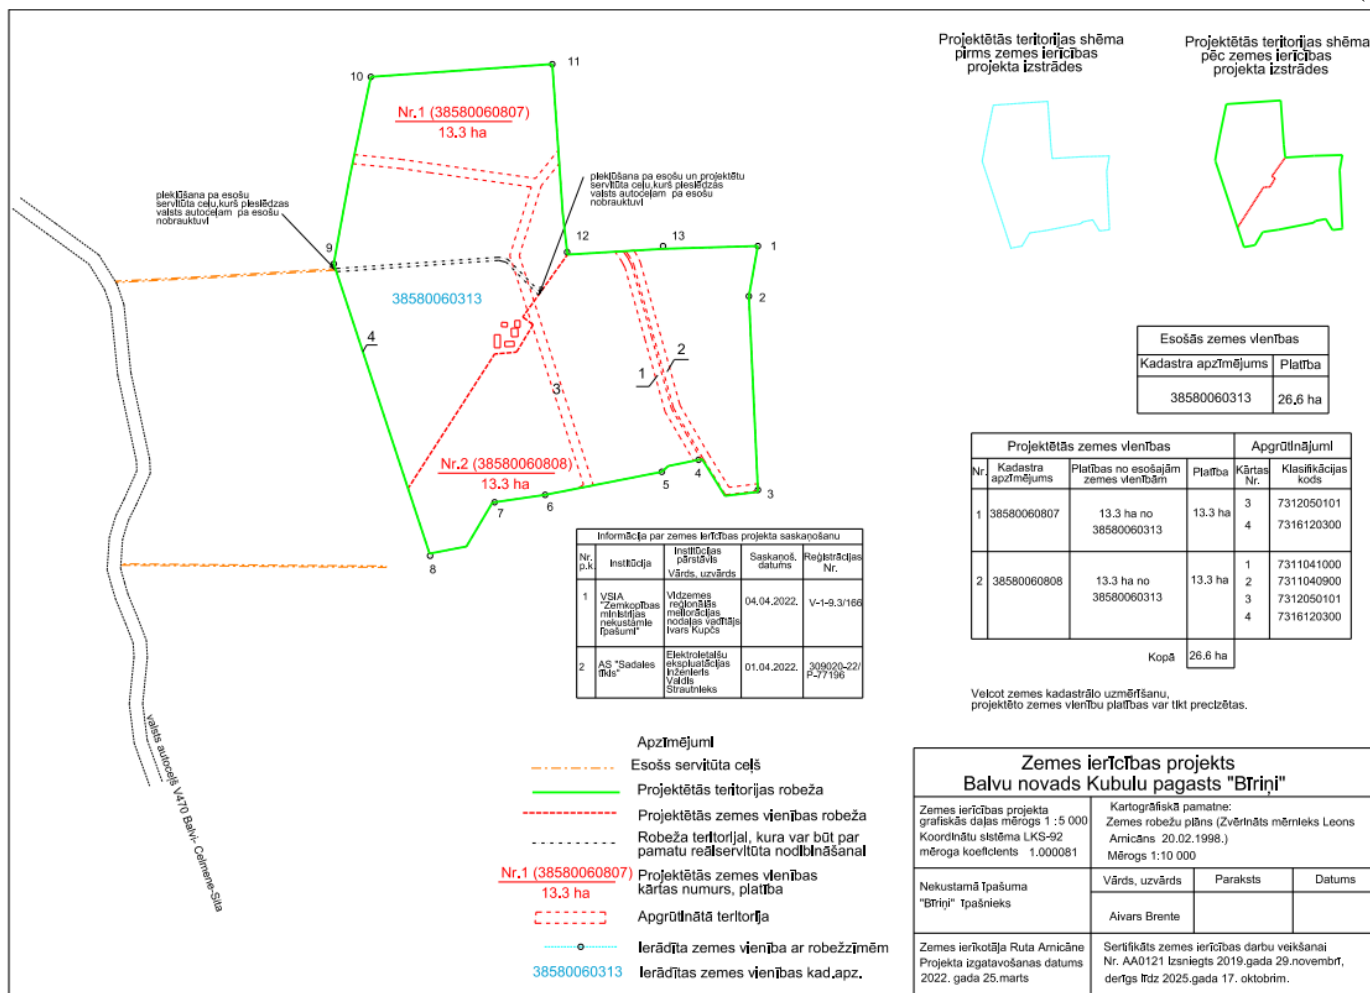 Projektētās teritorijas shēma
pirms zemes ierīcības
projekta izstrādes
Projektētās teritorijas shēma
pēc zemes ierīcības
projekta izstrādes
10
11
Nr.1 (38580060807)
13.3 ha
piekļūšana pa esošu
servitūta ceļu,kurš pieslēdzas
valsts autoceļam pa esošu
nobrauktuvi
piekļūšana pa esošu un projektētu
servitūta ceļu,kurš pieslēdzas
valsts autoceļam pa esošu
nobrauktuvi
9
12
13
1
2
38580060313
4
2
1
3
Nr.2 (38580060808)
13.3 ha
5
4
3
6
7
8
valsts autoceļš V470 Balvi- Celmene-Sita
Esošās zemes vienības
Kadastra apzīmējums Platība
38580060313 26.6 ha
Projektētās zemes vienības Apgrūtinājumi
Nr. Kadastra apzīmējums Platības no esošajām zemes vienībām Platība Kārtas Nr. Klasifikācijas kods
1 38580060807 13.3 ha no 38580060313 13.3 ha 3 7312050101
4 7316120300
2 38580060808 13.3 ha no 38580060313 13.3 ha 1 7311041000
2 7311040900
3 7312050101
4 7316120300
Kopā 26.6 ha
Veicot zemes kadastrālo uzmērīšanu,
projektēto zemes vienību platības var tikt precizētas.
Informācija par zemes ierīcības projekta saskaņošanu
Nr. p.k. Institūcija Institūcijas pārstāvis Vārds, uzvārds Saskaņoš. datums Reģistrācijas Nr.
1 VSIA "Zemkopības ministrijas nekustamie īpašumi" Vidzemes reģionālās meliorācijas nodaļas vadītājs Ivars Kupčs 04.04.2022. V-1-9.3/166
2 AS "Sadales tīkls" Elektroietaišu ekspluatācijas inženieris Valdis Strautnieks 01.04.2022. 309020-22/ P-77196
Apzīmējumi
Esošs servitūta ceļš
Projektētās teritorijas robeža
Projektētās zemes vienības robeža
Robeža teritorijai, kura var būt par
pamatu reālservitūta nodibināšanai
Nr.1 (38580060807)
13.3 ha
Projektētās zemes vienības
kārtas numurs, platība
Apgrūtinātā teritorija
Ierādīta zemes vienība ar robežzīmēm
38580060313 Ierādītas zemes vienības kad.apz.
Zemes ierīcības projekts
Balvu novads Kubulu pagasts "Bīriņi"
Zemes ierīcības projekta
grafiskās daļas mērogs 1 :5 000
Koordinātu sistēma LKS-92
mēroga koeficients 1.000081
Kartogrāfiskā pamatne:
Zemes robežu plāns (Zvērināts mērnieks Leons
Arnicāns 20.02.1998.)
Mērogs 1:10 000
Nekustamā īpašuma
"Bīriņi" īpašnieks
Vārds, uzvārds Paraksts Datums
Aivars Brente
Zemes ierīkotāja Ruta Arnicāne
Projekta izgatavošanas datums
2022. gada 25.marts
Sertifikāts zemes ierīcības darbu veikšanai
Nr. AA0121 Izsniegts 2019.gada 29.novembrī,
derīgs līdz 2025.gada 17. oktobrim.